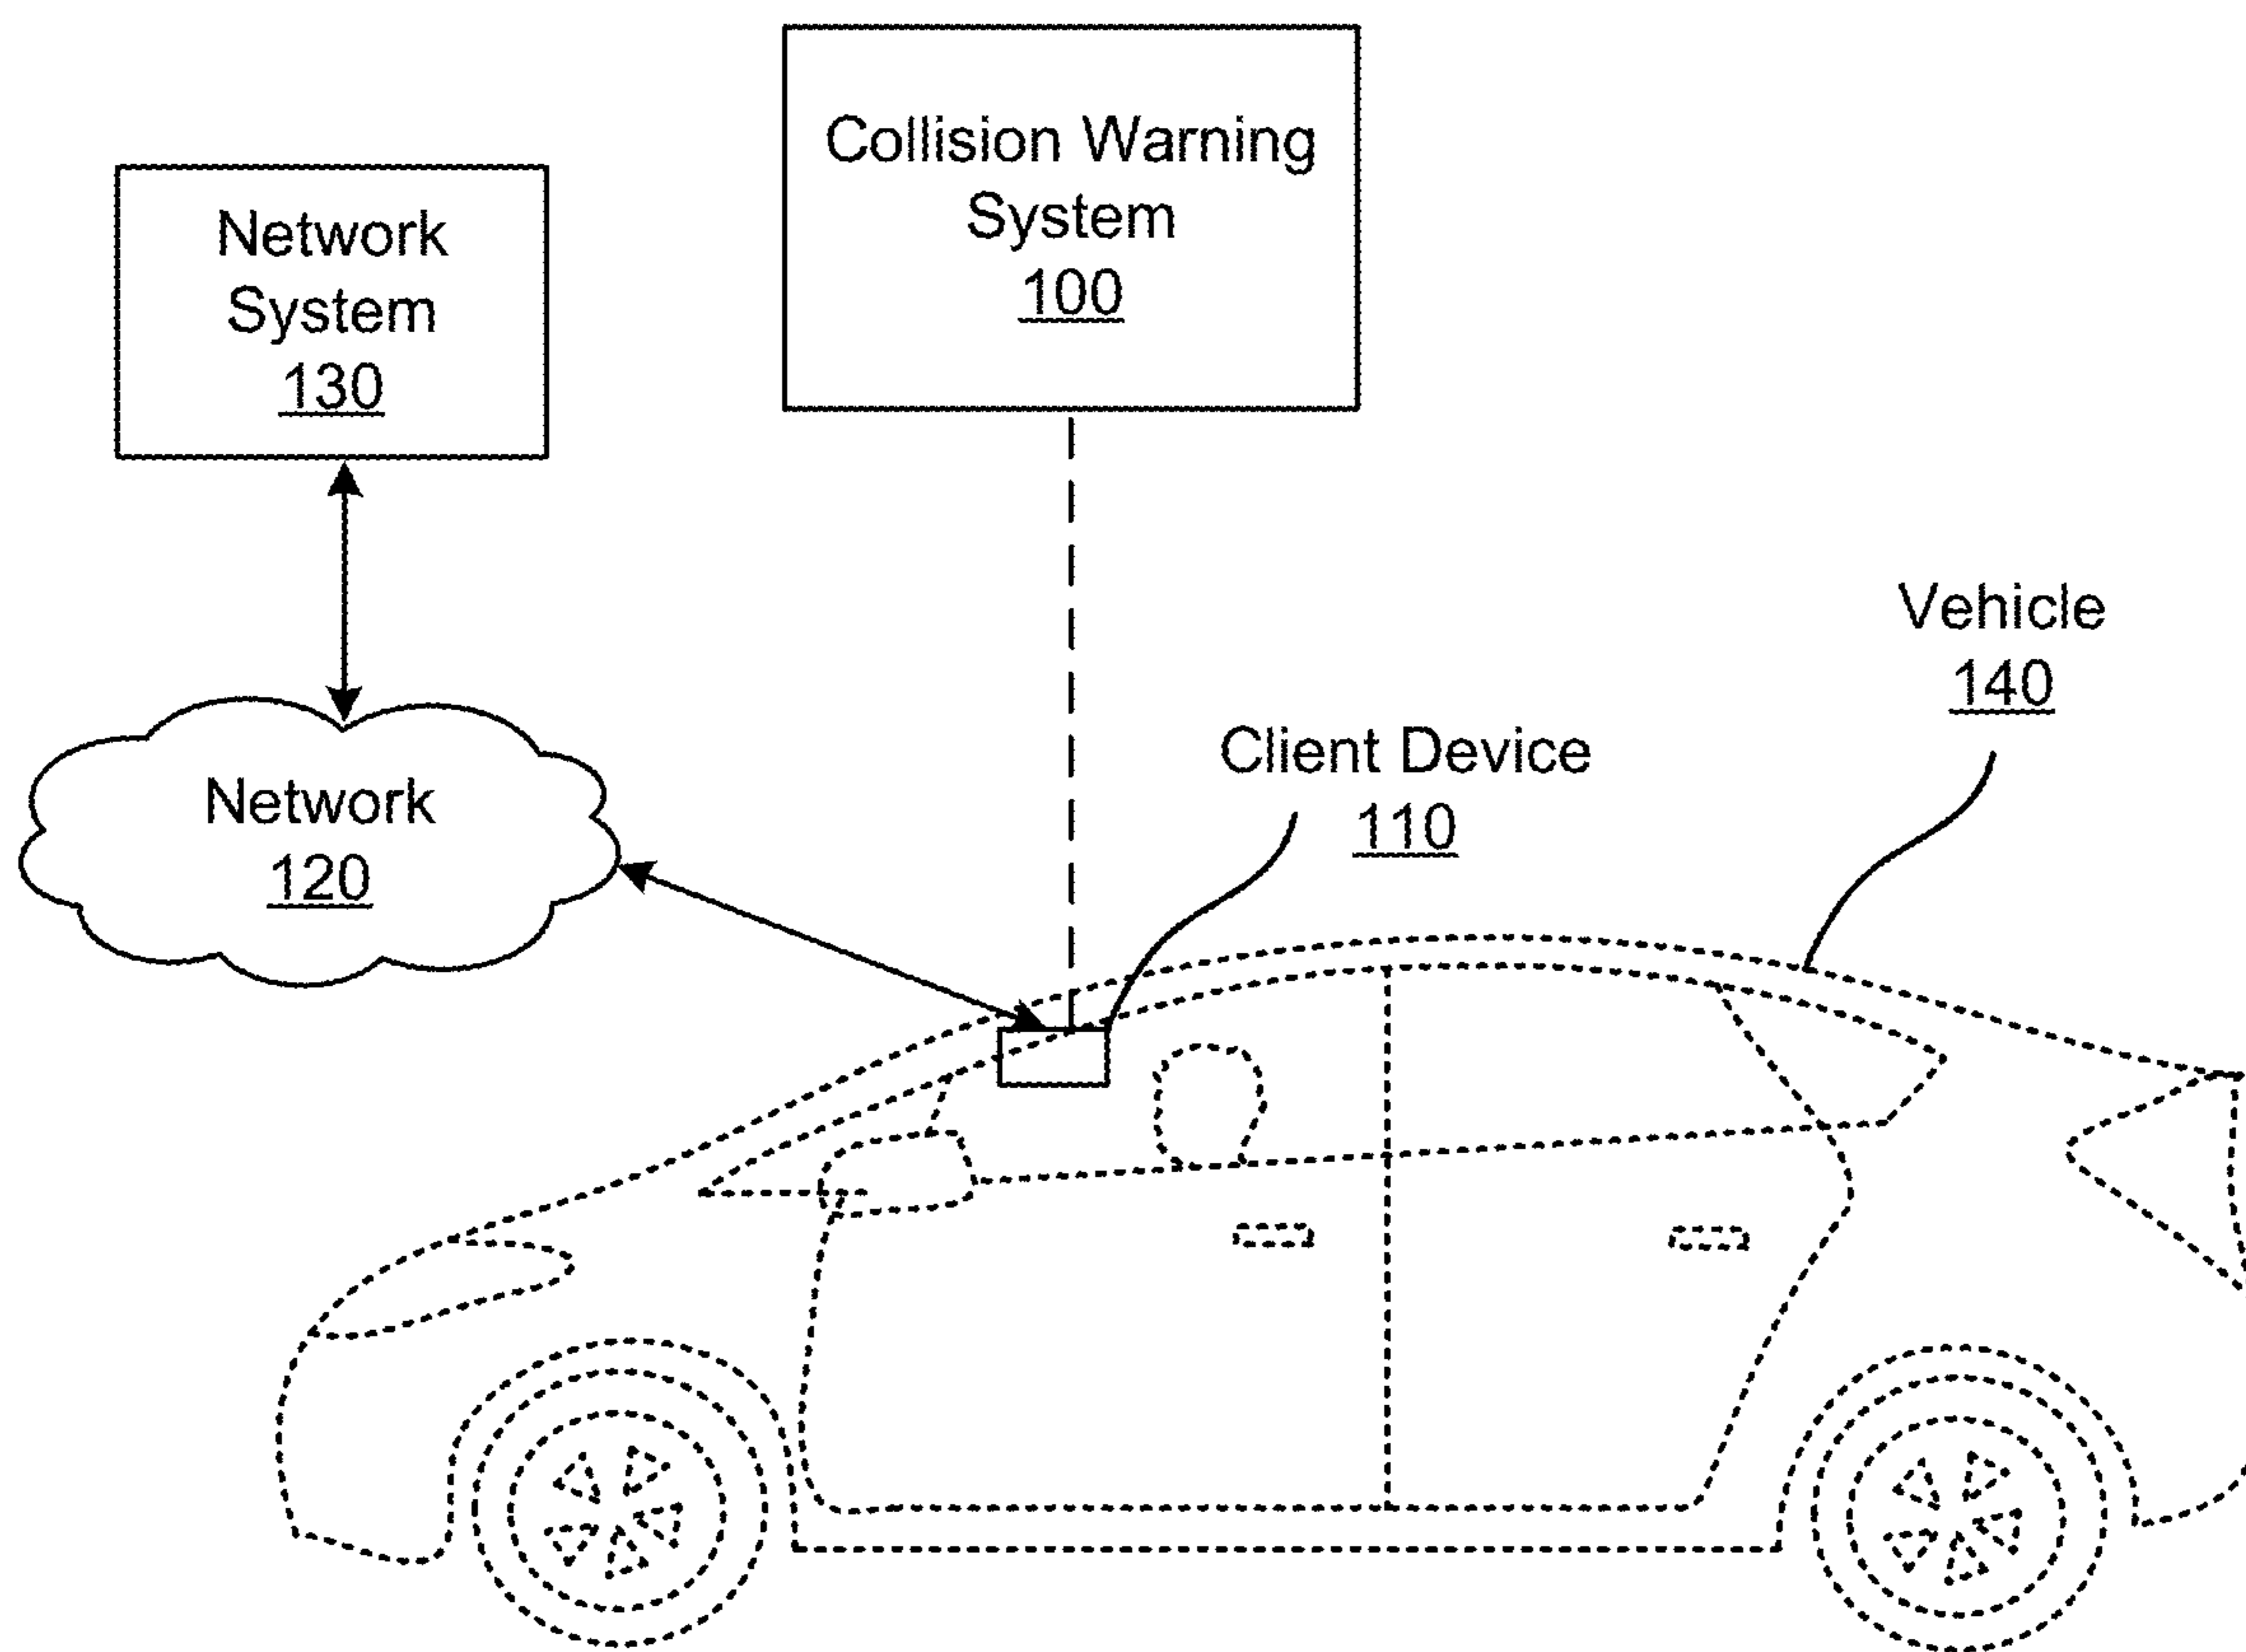 Collision Warning
System
100
Network
System
130
Vehicle
140
Client Device
110
Network
120